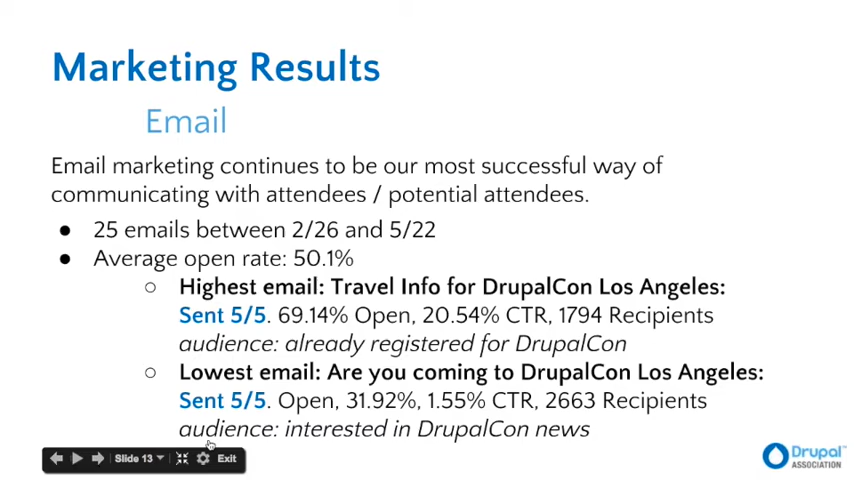 Marketing Results
Email
Email marketing continues to be our most successful way of
communicating with attendees / potential attendees.
● 25 emails between 2/26 and 5/22
● Average open rate: 50.1%
○ Highest email: Travel Info for DrupalCon Los Angeles:
Sent 5/5. 69.14% Open, 20.54% CTR, 1794 Recipients
audience: already registered for DrupalCon
○ Lowest email: Are you coming to DrupalCon Los Angeles:
Sent 5/5. Open, 31.92%, 1.55% CTR, 2663 Recipients
audience: interested in DrupalCon news
Slide 13 Exit
Drupal™
ASSOCIATION